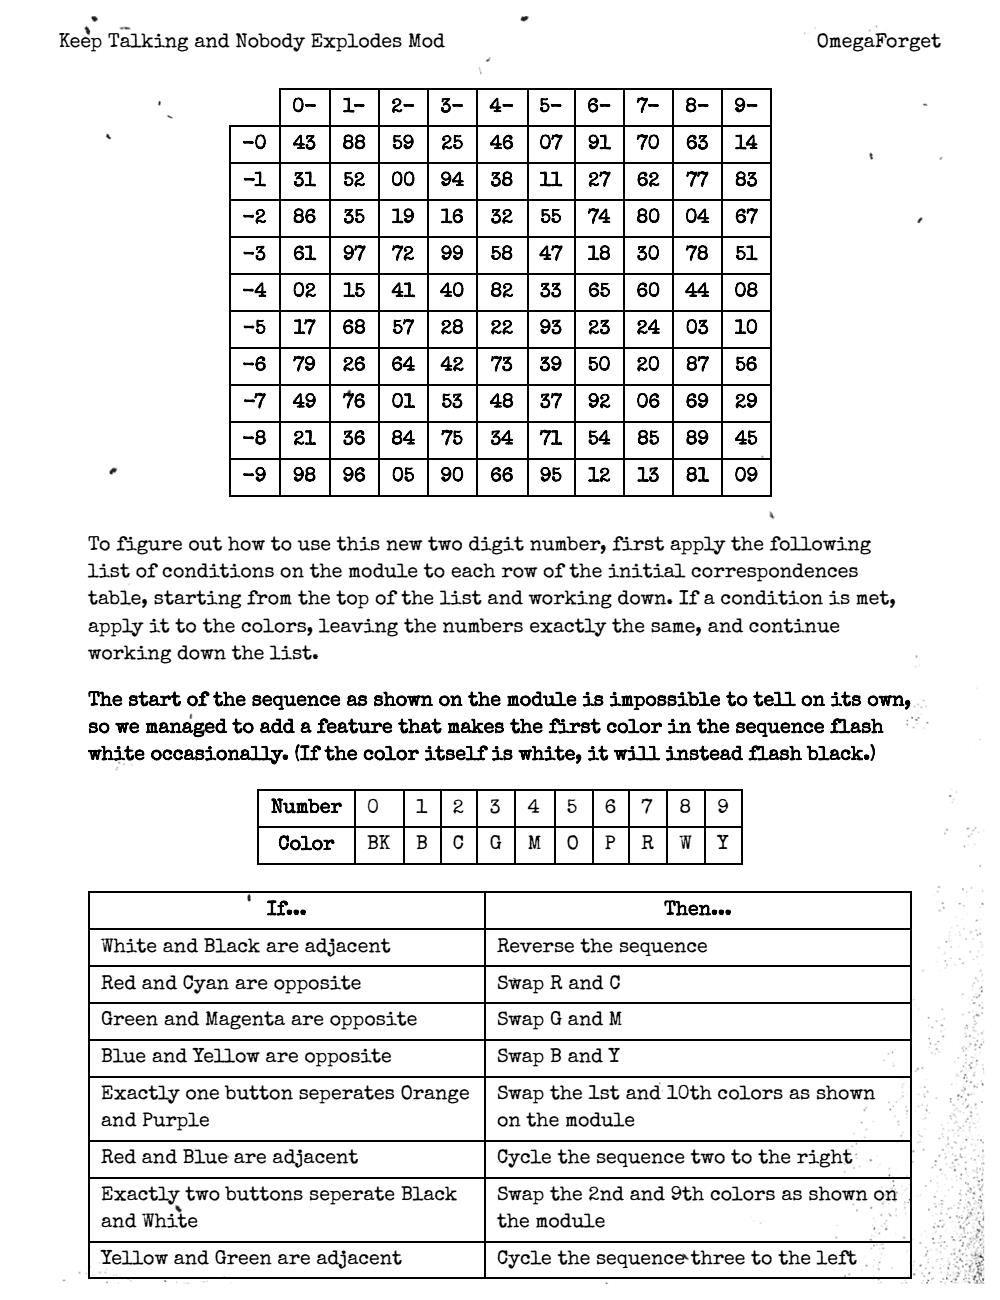 Keep Talking and Nobody Explodes Mod OmegaForget
0- 1- 2- 3- 4- 5- 6- 7- 8- 9-
-0 43 88 59 25 46 07 91 70 63 14
-1 31 52 00 94 38 11 27 62 77 83
-2 86 35 19 16 32 55 74 80 04 67
-3 61 97 72 99 58 47 18 30 78 51
-4 02 15 41 40 82 33 65 60 44 08
-5 17 68 57 28 22 93 23 24 03 10
-6 79 26 64 42 73 39 50 20 87 56
-7 49 76 01 53 48 37 92 06 69 29
-8 21 36 84 75 34 71 54 85 89 45
-9 98 96 05 90 66 95 12 13 81 09
To figure out how to use this new two digit number, first apply the following
list of conditions on the module to each row of the initial correspondences
table, starting from the top of the list and working down. If a condition is met,
apply it to the colors, leaving the numbers exactly the same, and continue
working down the list.
The start of the sequence as shown on the module is impossible to tell on its own,
so we managed to add a feature that makes the first color in the sequence flash
white occasionally. (If the color itself is white, it will instead flash black.)
Number 0 1 2 3 4 5 6 7 8 9
Color BK B C G M O P R W Y
If... Then...
White and Black are adjacent Reverse the sequence
Red and Cyan are opposite Swap R and C
Green and Magenta are opposite Swap G and M
Blue and Yellow are opposite Swap B and Y
Exactly one button seperates Orange Swap the 1st and 10th colors as shown
and Purple on the module
Red and Blue are adjacent Cycle the sequence two to the right
Exactly two buttons seperate Black Swap the 2nd and 9th colors as shown on
and White the module
Yellow and Green are adjacent Cycle the sequence three to the left